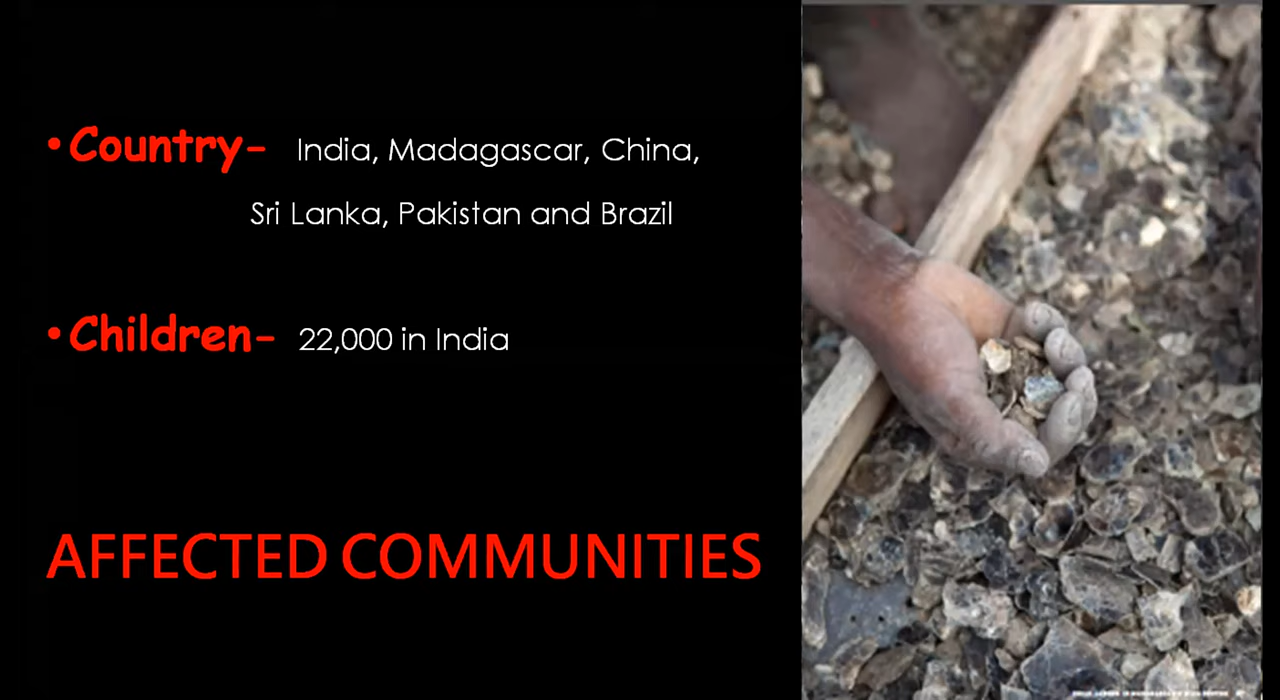 • Country- India, Madagascar, China,
Sri Lanka, Pakistan and Brazil
• Children- 22,000 in India
AFFECTED COMMUNITIES